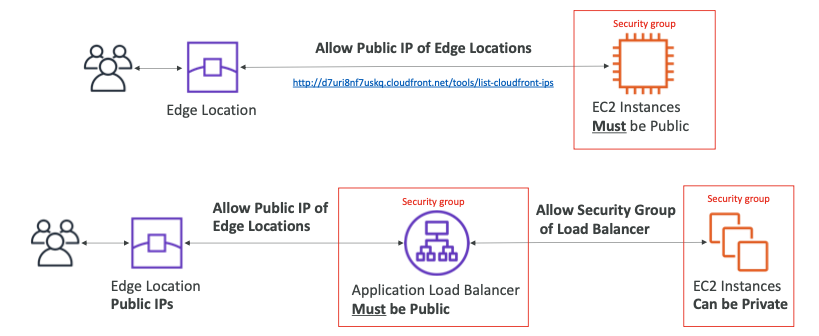 Security group
Allow Public IP of Edge Locations
http://d7uri8nf7uskq.cloudfront.net/tools/list-cloudfront-ips
Edge Location
EC2 Instances
Must be Public
Security group
Security group
Allow Public IP of
Edge Locations
Allow Security Group
of Load Balancer
Edge Location
Public IPs
Application Load Balancer
Must be Public
EC2 Instances
Can be Private